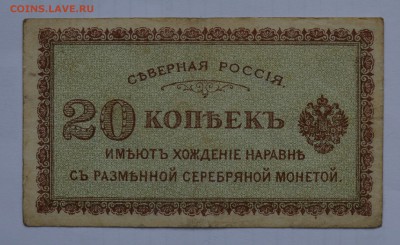 COINS.LAVE.RU
СѢВЕРНАЯ РОССІЯ.
20 КОПѢЕКЪ
ИМѢЮТЪ ХОЖДЕНІЕ НАРАВНѢ
СЪ РАЗМѢННОЙ СЕРЕБРЯНОЙ МОНЕТОЙ.